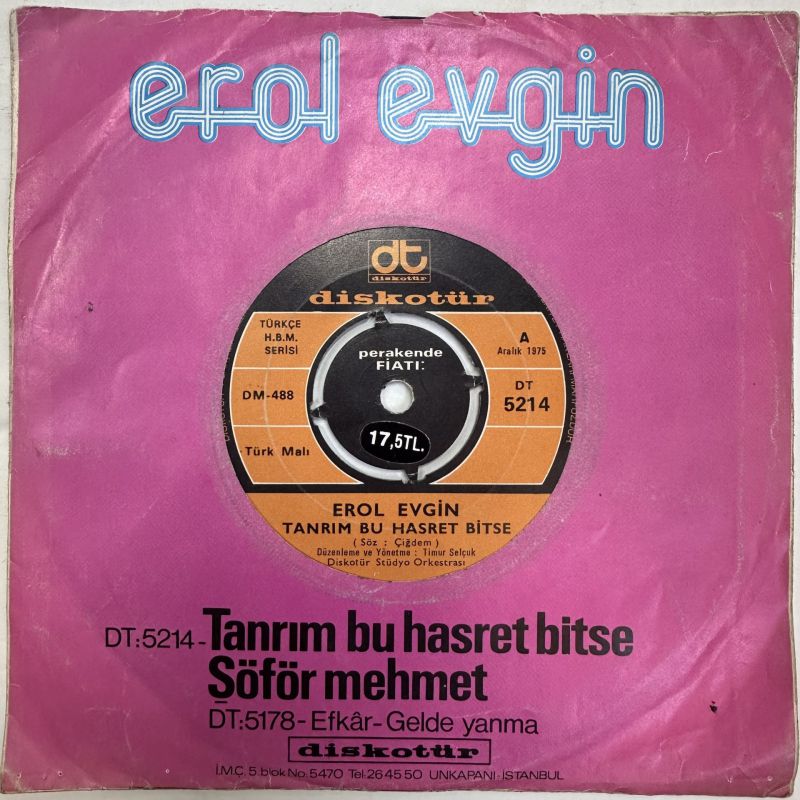 erol evgin
dt
diskotür
diskotür
TÜRKÇE
H.B.M.
SERİSİ
perakende
FİATI:
A
Aralık 1975
DM-488
DT
5214
17,5TL.
Türk Malı
EROL EVGİN
TANRIM BU HASRET BİTSE
( Söz : Çiğdem )
Düzenleme ve Yönetme : Timur Selçuk
Diskotür Stüdyo Orkestrası
DT:5214-Tanrım bu hasret bitse
Şöför mehmet
DT:5178-Efkâr-Gelde yanma
diskotür
İ.M.Ç. 5.blok No:5470 Tel:26 45 50 UNKAPANI-İSTANBUL